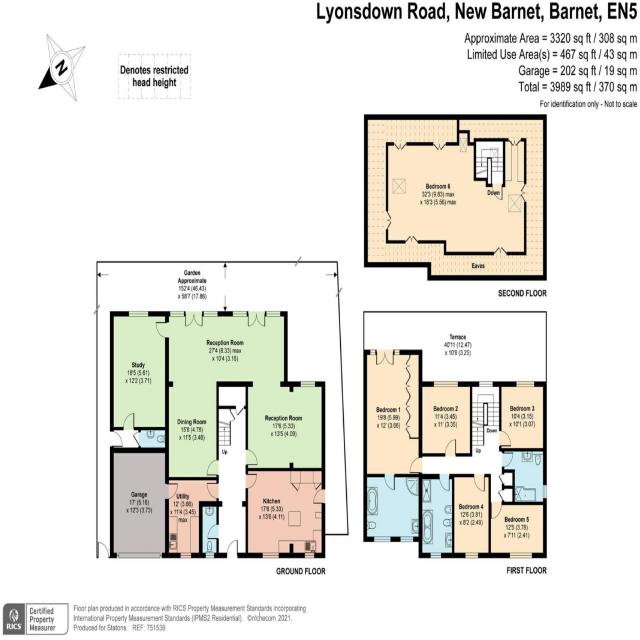 Lyonsdown Road, New Barnet, Barnet, EN5
Approximate Area = 3320 sq ft / 308 sq m
Limited Use Area(s) = 467 sq ft / 43 sq m
Garage = 202 sq ft / 19 sq m
Total = 3989 sq ft / 370 sq m
For identification only - Not to scale
N
Denotes restricted
head height
Bedroom 6
32'3 (9.83) max
x 18'3 (5.56) max
Down
Eaves
SECOND FLOOR
Garden
Approximate
152'4 (46.43)
x 58'7 (17.86)
Reception Room
27'4 (8.33) max
x 10'4 (3.15)
Study
18'5 (5.61)
x 12'2 (3.71)
Dining Room
15'8 (4.78)
x 11'5 (3.48)
Reception Room
17'6 (5.33)
x 13'5 (4.09)
Up
Garage
17' (5.18)
x 12'3 (3.73)
Utility
12' (3.66)
x 11'4 (3.45)
max
Kitchen
17'6 (5.33)
x 13'6 (4.11)
GROUND FLOOR
Terrace
40'11 (12.47)
x 10'8 (3.25)
Bedroom 1
19'8 (5.99)
x 12' (3.66)
Bedroom 2
11'4 (3.45)
x 11' (3.35)
Down
Up
Bedroom 3
10'4 (3.15)
x 10'1 (3.07)
Bedroom 4
12'6 (3.81)
x 8'2 (2.49)
Bedroom 5
12'5 (3.78)
x 7'11 (2.41)
FIRST FLOOR
RICS
Certified
Property
Measurer
Floor plan produced in accordance with RICS Property Measurement Standards incorporating
International Property Measurement Standards (IPMS2 Residential). ©nichecom 2021.
Produced for Statons REF: 751538